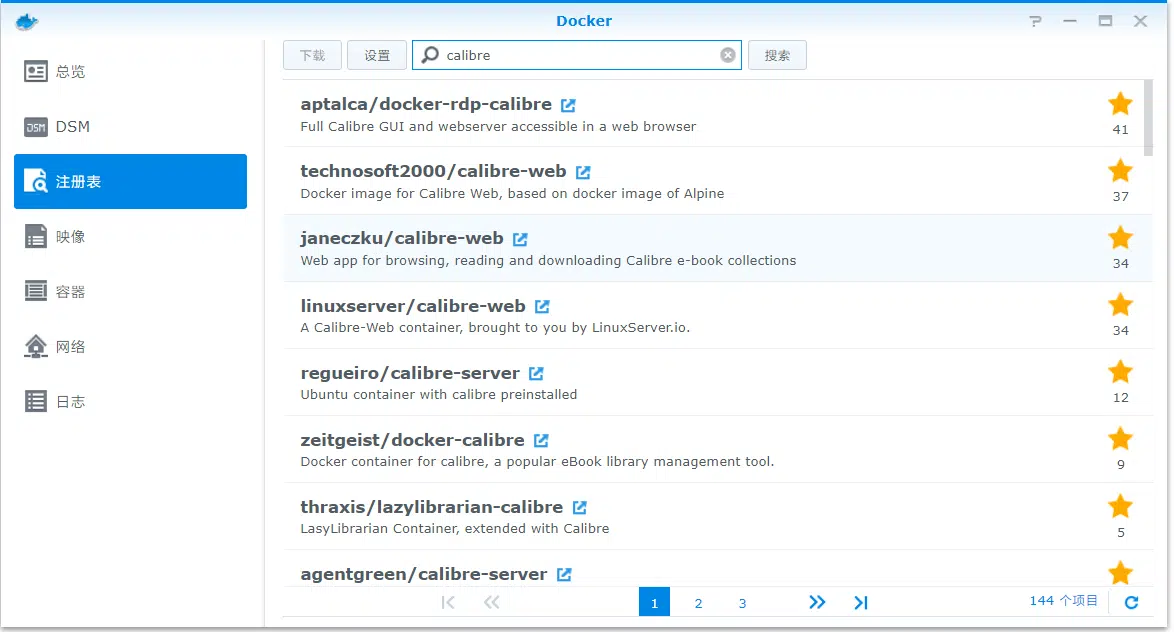 Docker
总览
DSM
DSM
注册表
映像
容器
网络
日志
下载 设置 calibre 搜索
aptalca/docker-rdp-calibre
Full Calibre GUI and webserver accessible in a web browser
41
technosoft2000/calibre-web
Docker image for Calibre Web, based on docker image of Alpine
37
janeczku/calibre-web
Web app for browsing, reading and downloading Calibre e-book collections
34
linuxserver/calibre-web
A Calibre-Web container, brought to you by LinuxServer.io.
34
regueiro/calibre-server
Ubuntu container with calibre preinstalled
12
zeitgeist/docker-calibre
Docker container for calibre, a popular eBook library management tool.
9
thraxis/lazylibrarian-calibre
LasyLibrarian Container, extended with Calibre
5
agentgreen/calibre-server
1 2 3 144 个项目